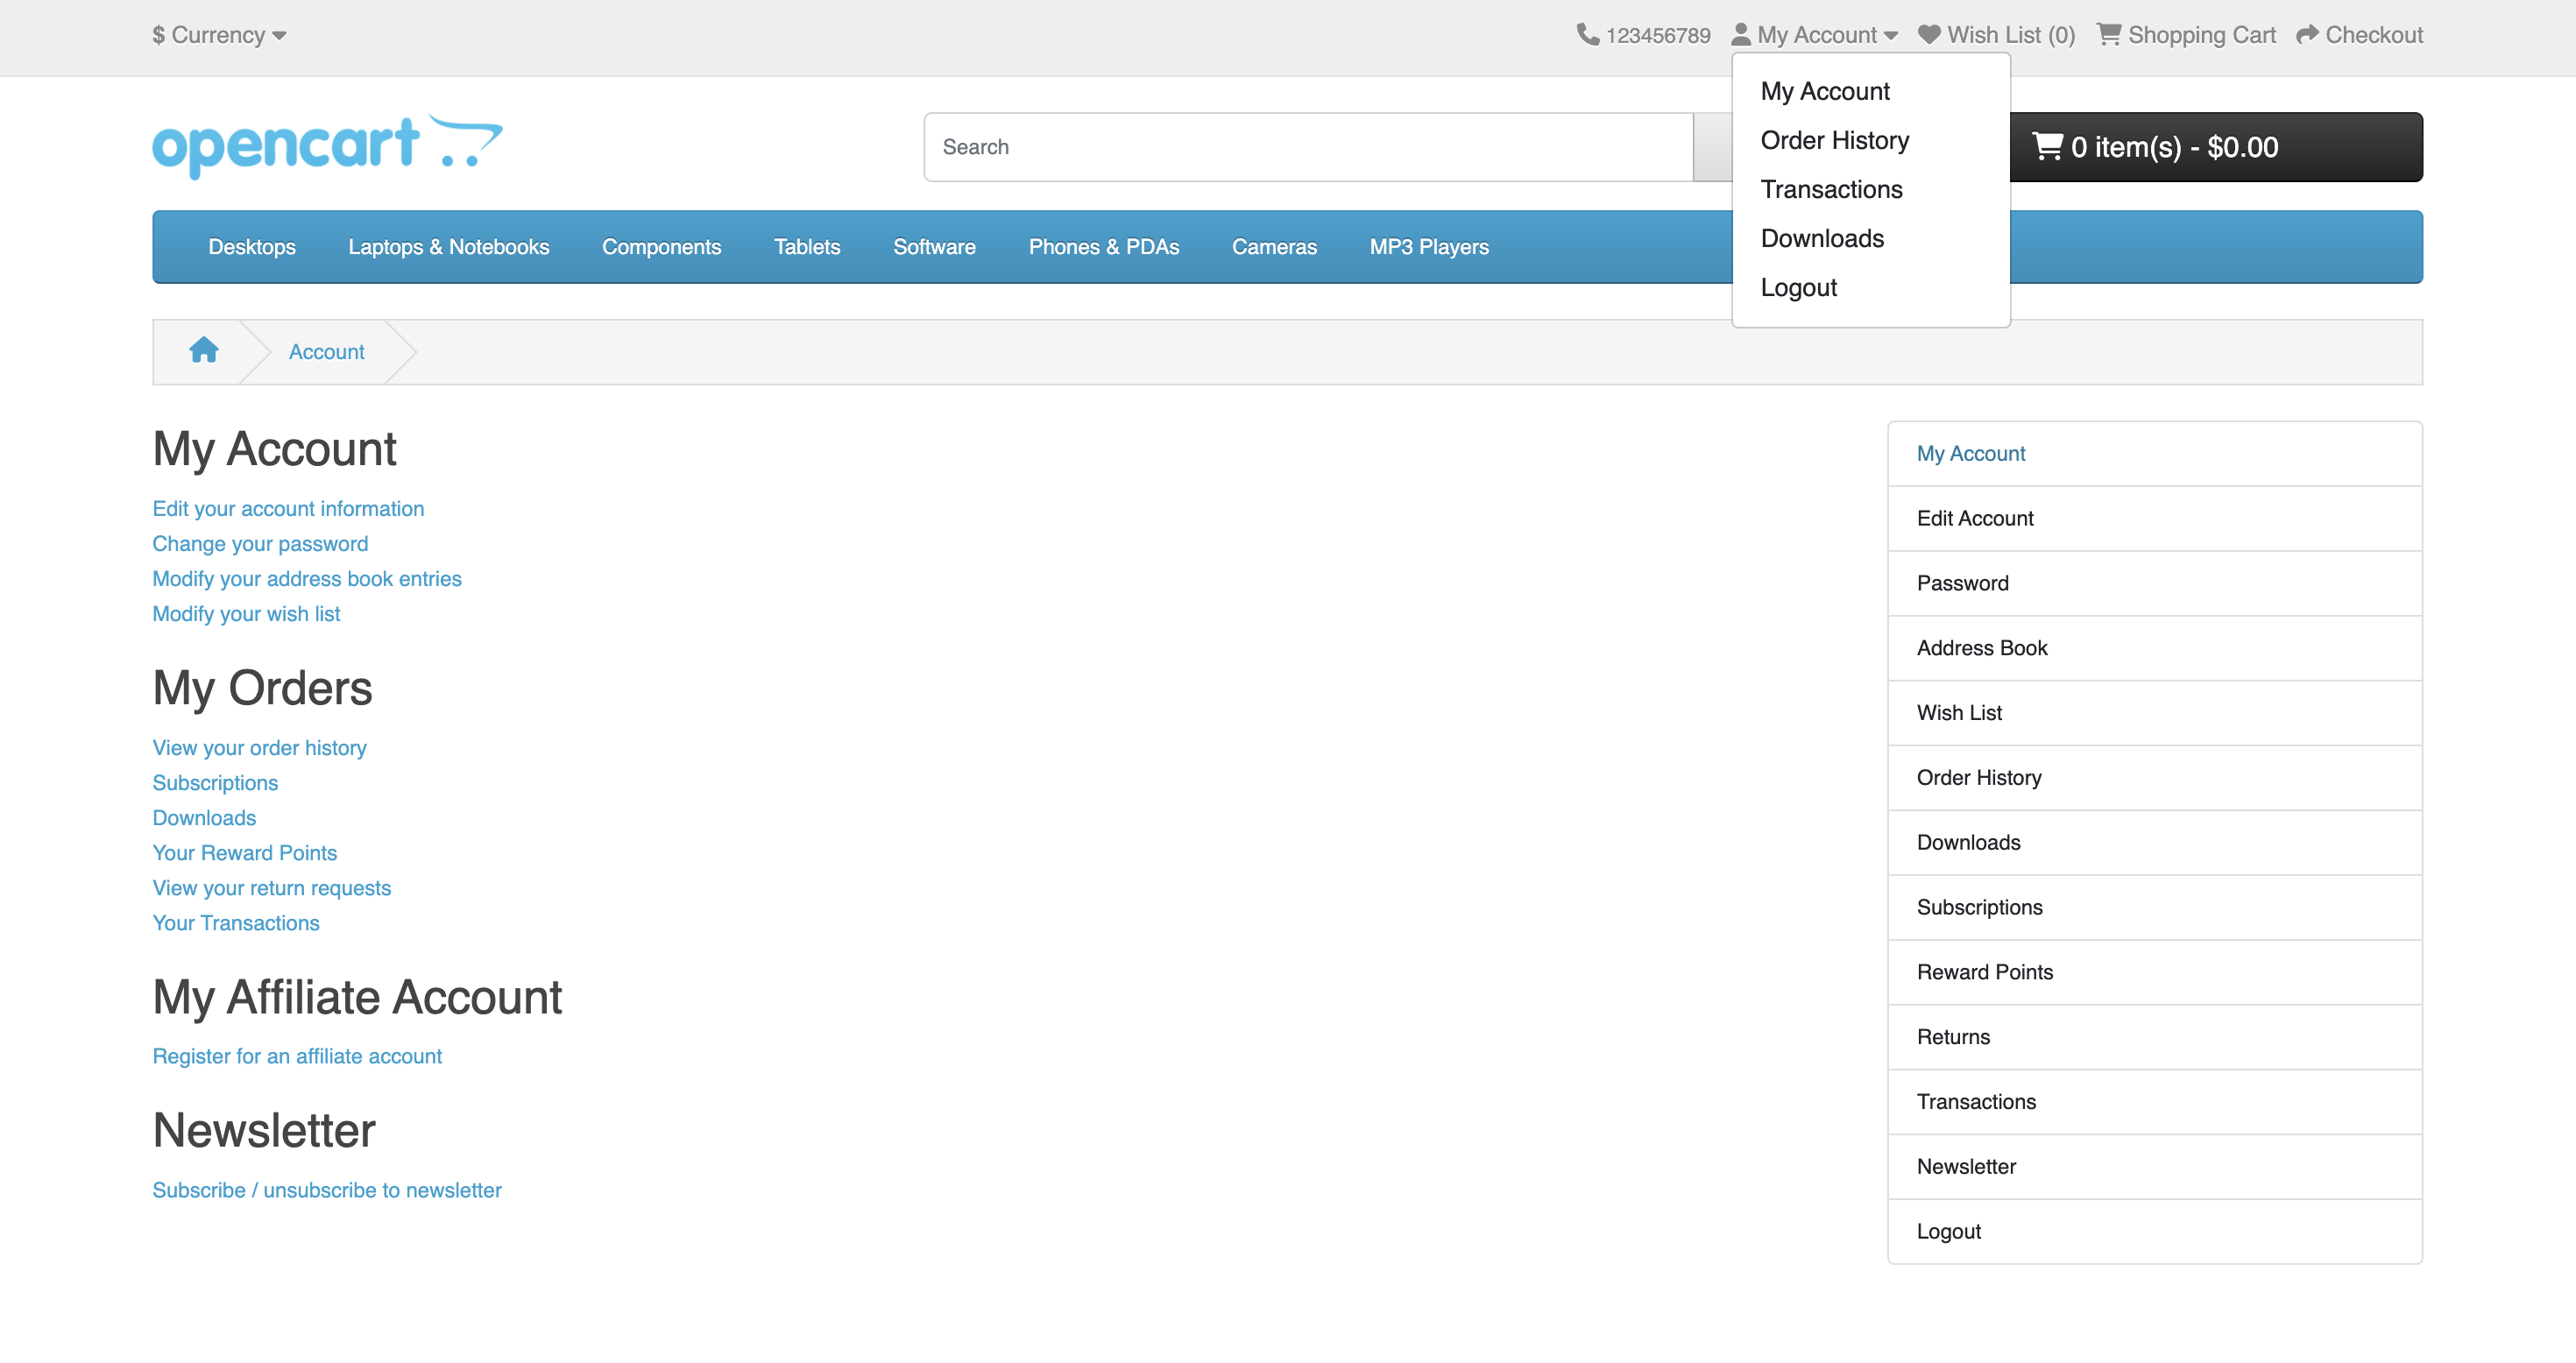 $ Currency
123456789 My Account Wish List (0) Shopping Cart Checkout
My Account
Order History
Transactions
Downloads
Logout
opencart
Search
0 item(s) - $0.00
Desktops Laptops & Notebooks Components Tablets Software Phones & PDAs Cameras MP3 Players
Account
My Account
Edit your account information
Change your password
Modify your address book entries
Modify your wish list
My Orders
View your order history
Subscriptions
Downloads
Your Reward Points
View your return requests
Your Transactions
My Affiliate Account
Register for an affiliate account
Newsletter
Subscribe / unsubscribe to newsletter
My Account
Edit Account
Password
Address Book
Wish List
Order History
Downloads
Subscriptions
Reward Points
Returns
Transactions
Newsletter
Logout